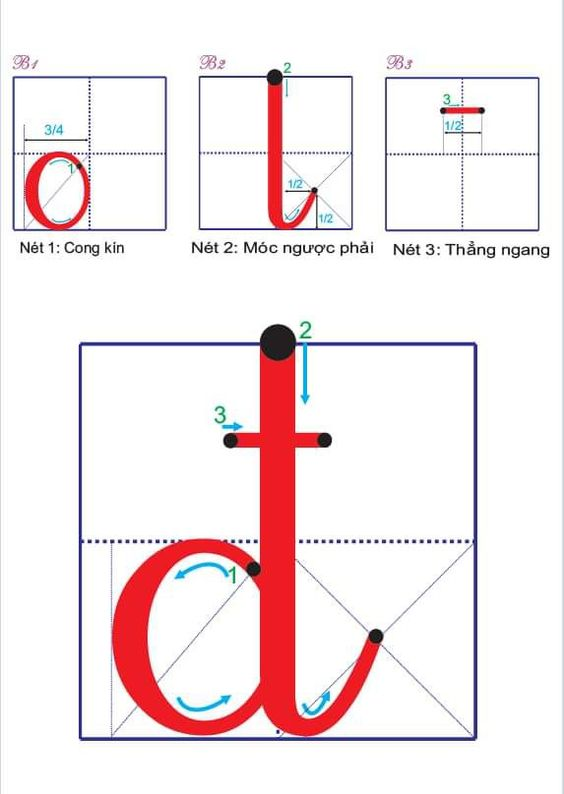 B1
B2
B3
3/4
1
2
1/2
1/2
3
1/2
Nét 1: Cong kín
Nét 2: Móc ngược phải
Nét 3: Thẳng ngang
2
3
1
đ